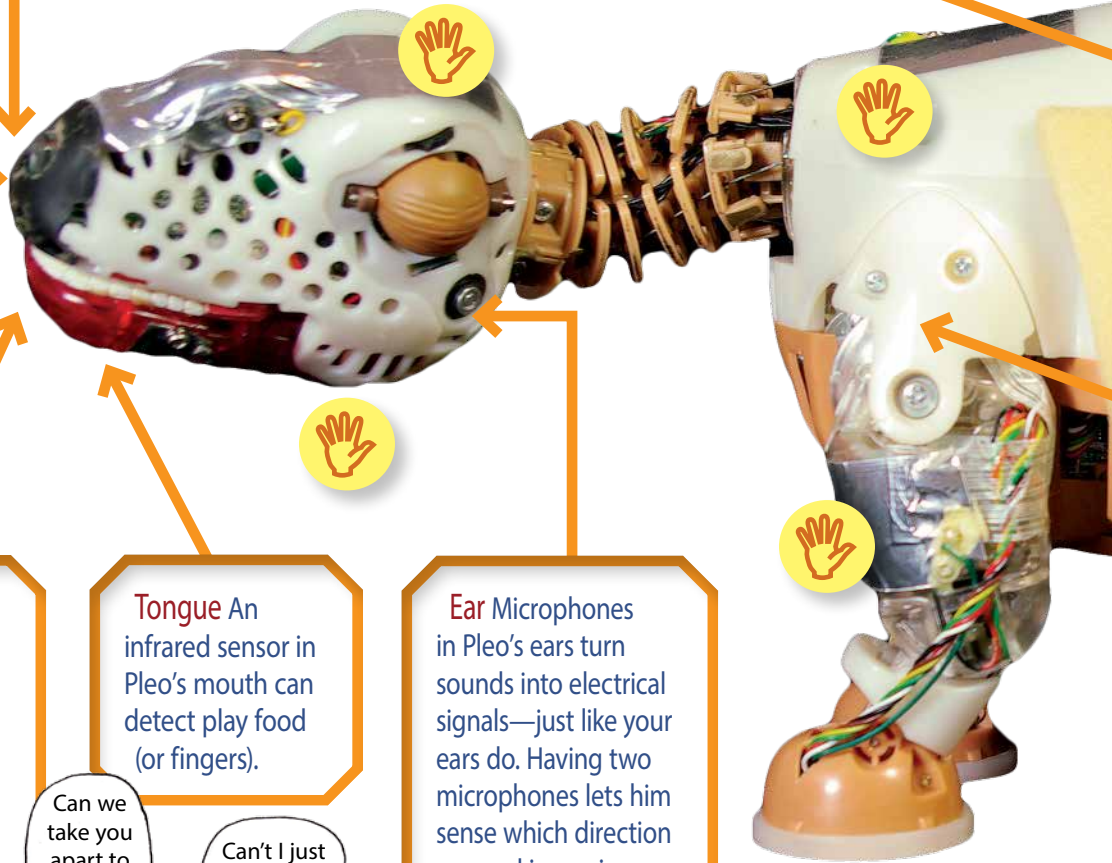 Tongue An
infrared sensor in
Pleo's mouth can
detect play food
(or fingers).
Ear Microphones
in Pleo's ears turn
sounds into electrical
signals—just like your
ears do. Having two
microphones lets him
sense which direction
Can we
take you
apart to
Can't I just